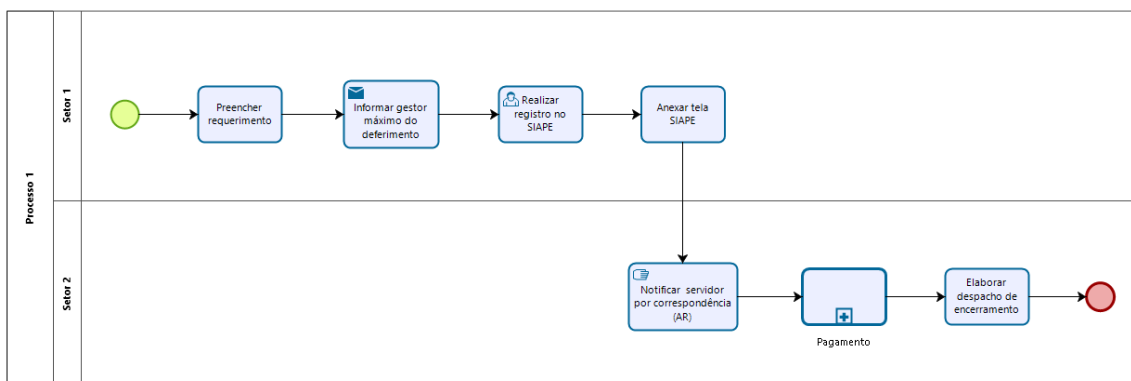 Processo 1
Setor 1
Preencher
requerimento
Informar gestor
máximo do
deferimento
Realizar
registro no
SIAPE
Anexar tela
SIAPE
Setor 2
Notificar servidor
por correspondência
(AR)
Pagamento
Elaborar
despacho de
encerramento